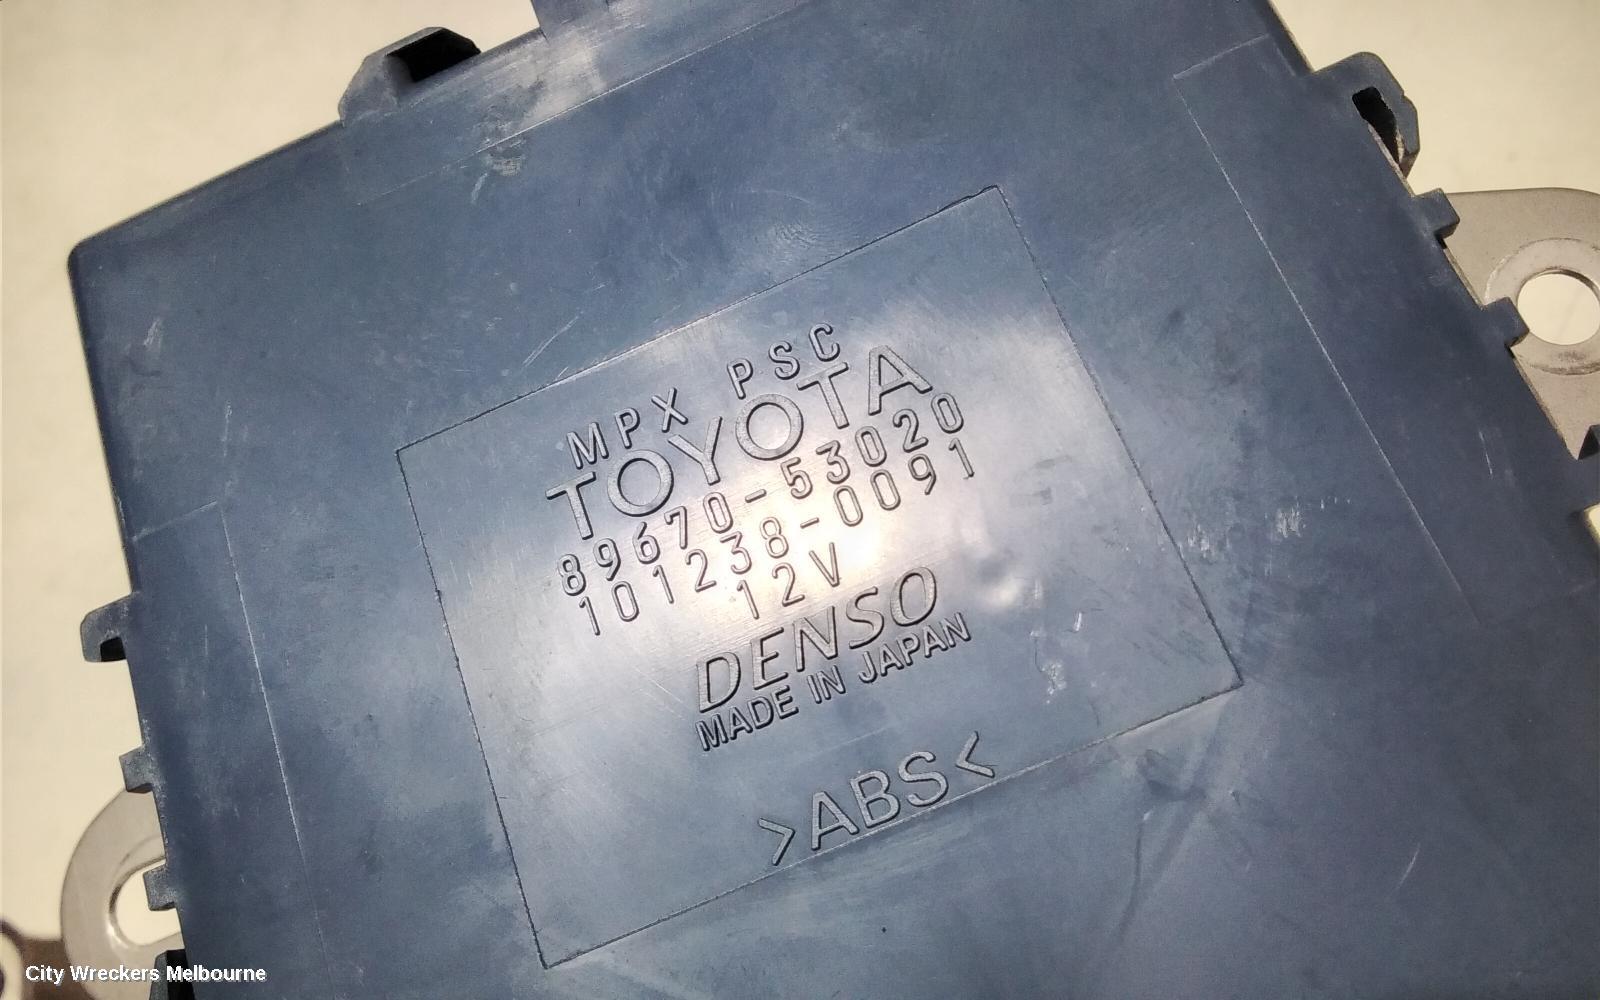 MPX PSC
TOYOTA
89670-53020
101238-0091
12V
DENSO
MADE IN JAPAN
>ABS<
City Wreckers Melbourne